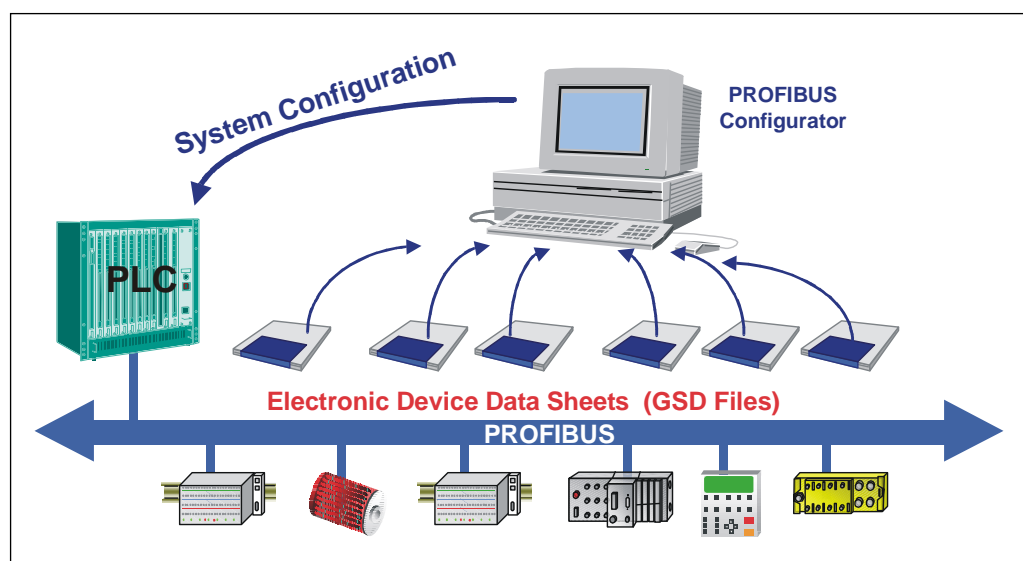 System Configuration
PROFIBUS
Configurator
PLC
Electronic Device Data Sheets (GSD Files)
PROFIBUS